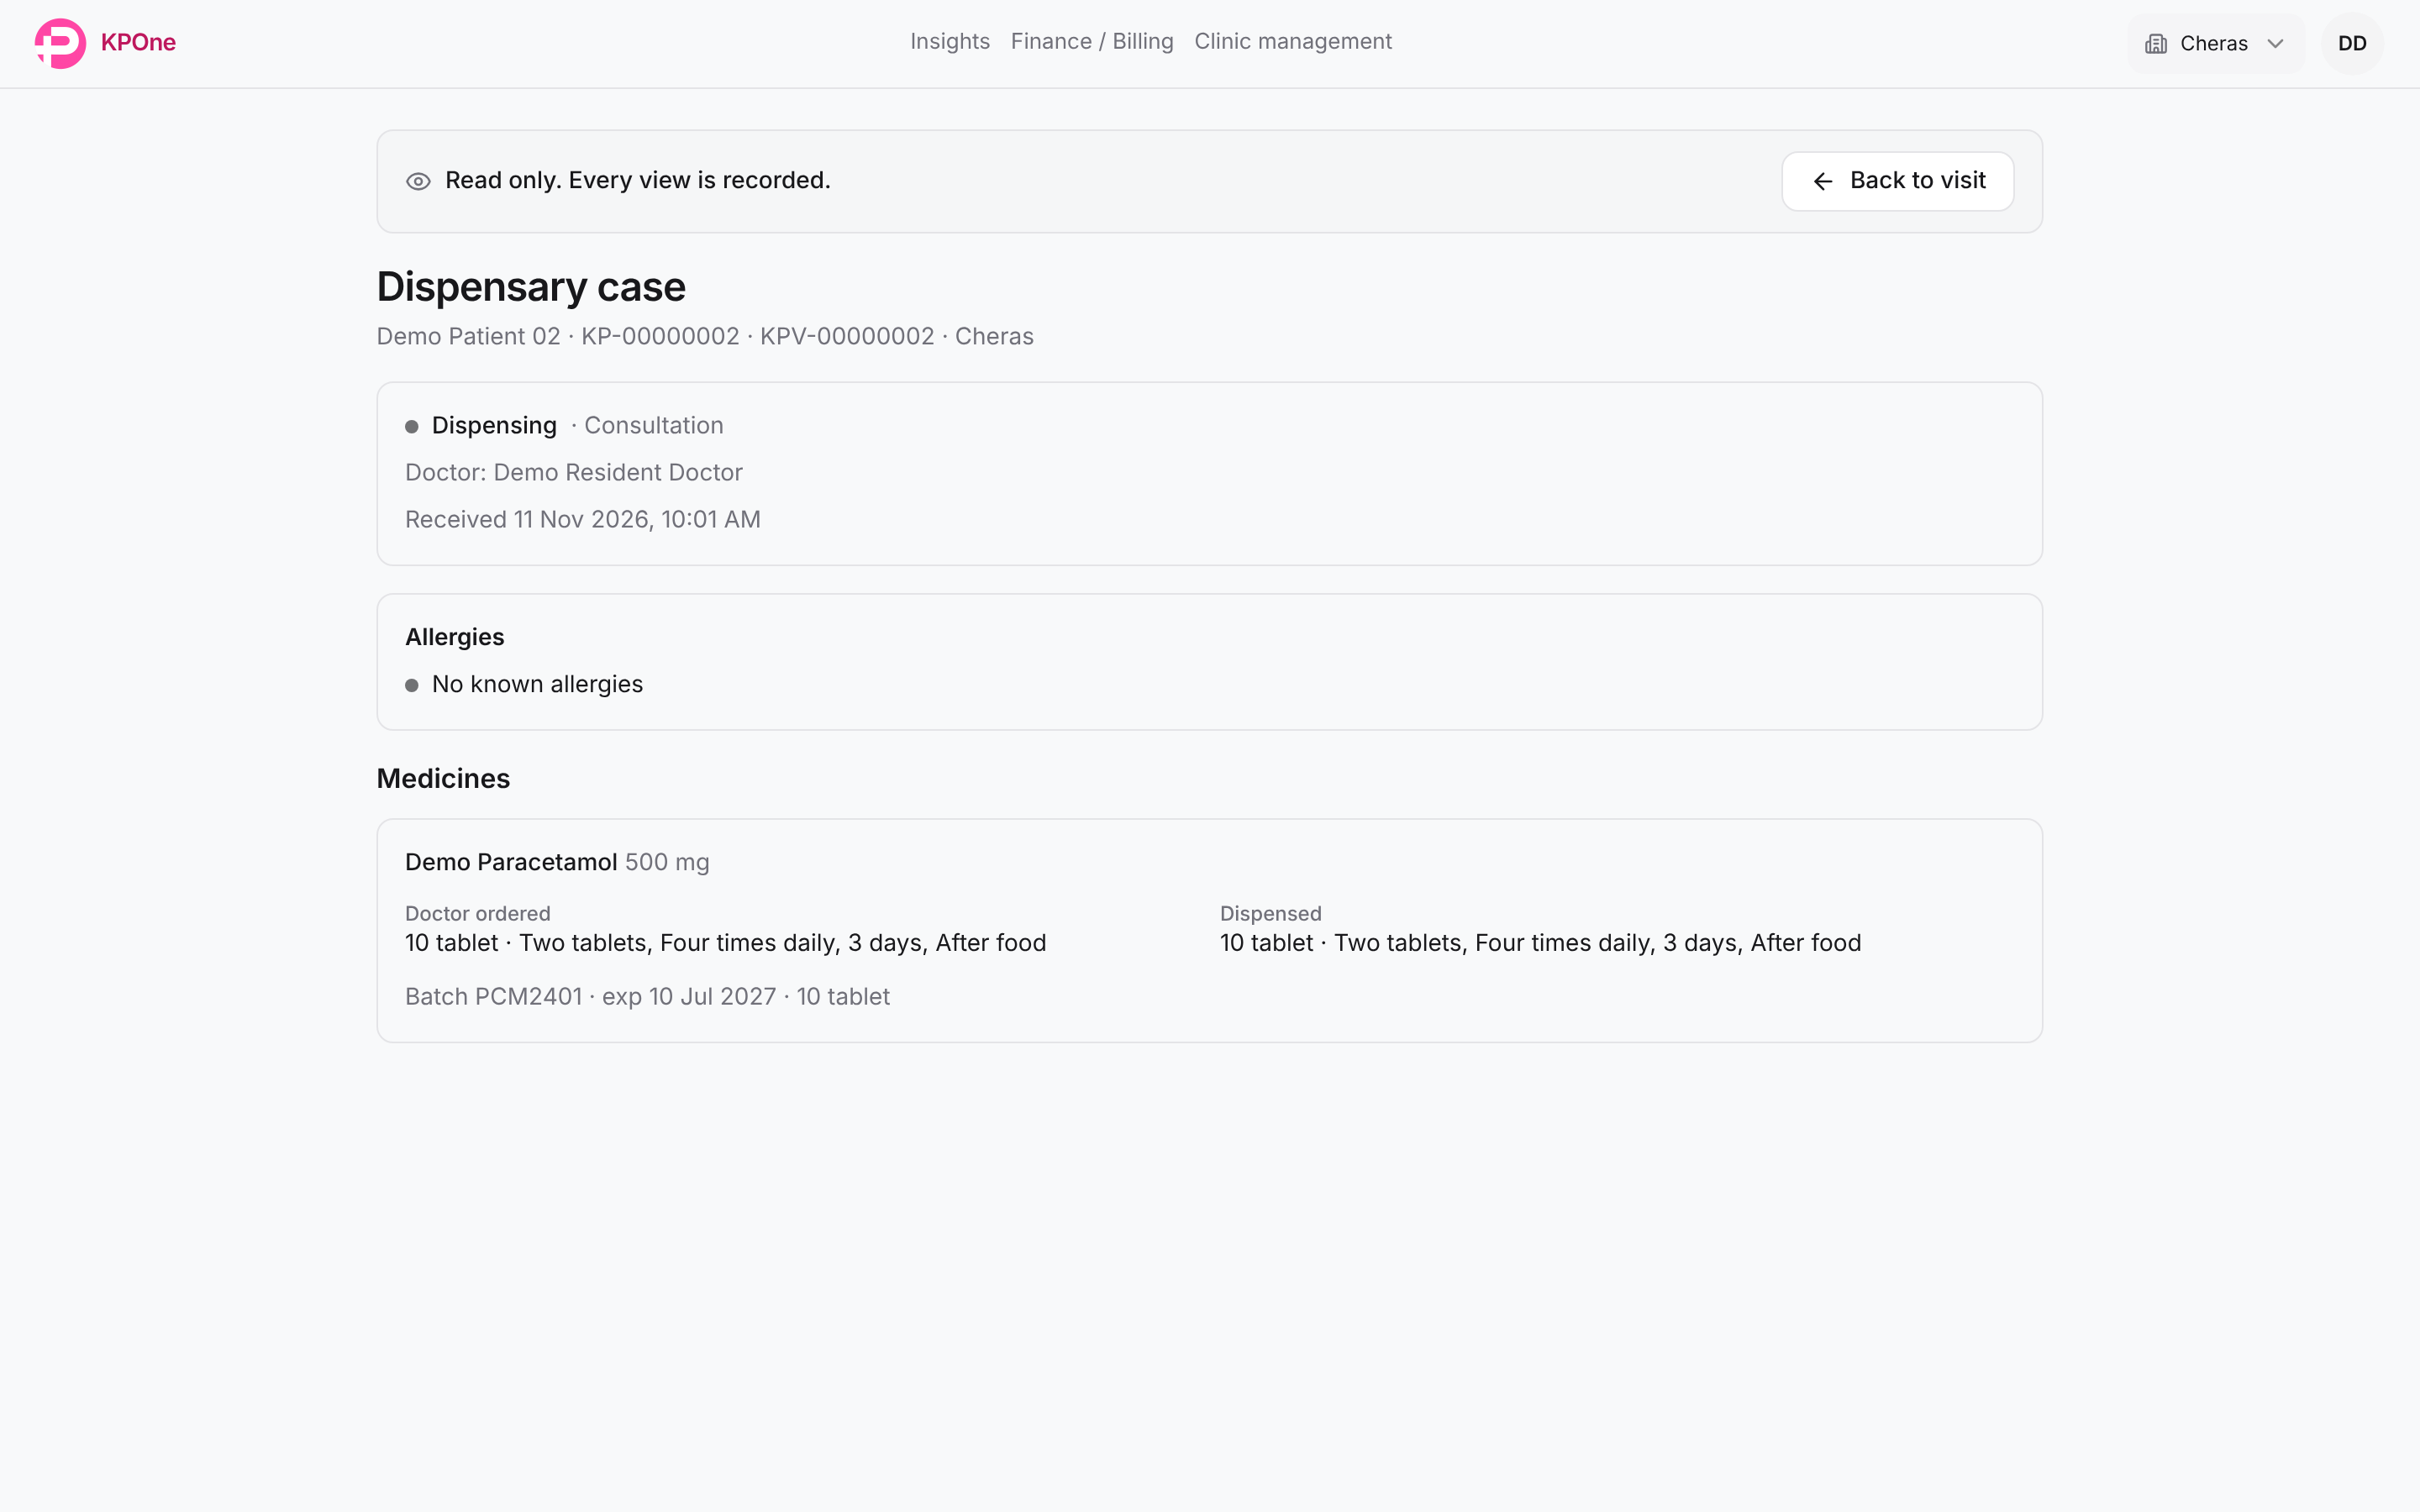 KPOne
Insights Finance / Billing Clinic management
Cheras
DD
Read only. Every view is recorded.
Back to visit
Dispensary case
Demo Patient 02 · KP-00000002 · KPV-00000002 · Cheras
Dispensing · Consultation
Doctor: Demo Resident Doctor
Received 11 Nov 2026, 10:01 AM
Allergies
No known allergies
Medicines
Demo Paracetamol 500 mg
Doctor ordered
10 tablet · Two tablets, Four times daily, 3 days, After food
Dispensed
10 tablet · Two tablets, Four times daily, 3 days, After food
Batch PCM2401 · exp 10 Jul 2027 · 10 tablet